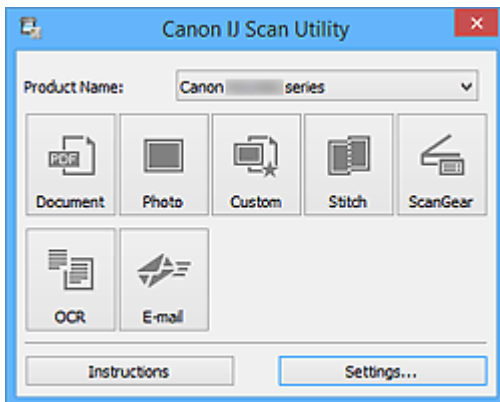 Canon IJ Scan Utility
Product Name: Canon series
PDF
Document Photo Custom Stitch ScanGear
OCR E-mail
Instructions Settings...